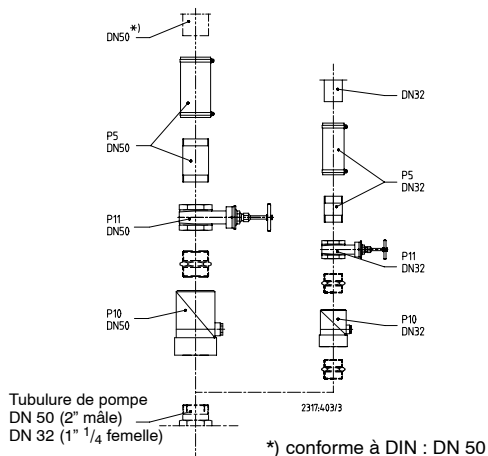 DN50 *)
DN32
P5
DN50
P5
DN32
P11
DN50
P11
DN32
P10
DN50
P10
DN32
2317:403/3
Tubulure de pompe
DN 50 (2” mâle)
DN 32 (1” 1/4 femelle)
*) conforme à DIN : DN 50